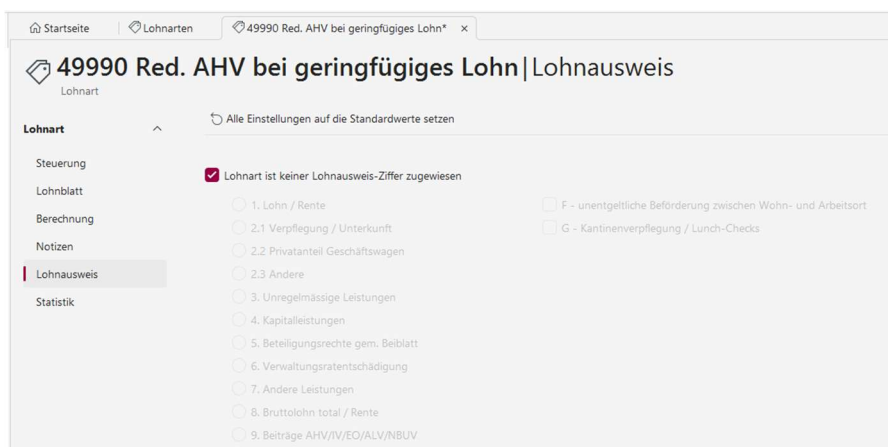 Startseite
Lohnarten
49990 Red. AHV bei geringfügiges Lohn*
49990 Red. AHV bei geringfügiges Lohn|Lohnausweis
Lohnart
Lohnart
Alle Einstellungen auf die Standardwerte setzen
Steuerung
Lohnblatt
Berechnung
Notizen
Lohnausweis
Statistik
Lohnart ist keiner Lohnausweis-Ziffer zugewiesen
1. Lohn / Rente
2.1 Verpflegung / Unterkunft
2.2 Privatanteil Geschäftswagen
2.3 Andere
3. Unregelmässige Leistungen
4. Kapitalleistungen
5. Beteiligungsrechte gem. Beiblatt
6. Verwaltungsratentschädigung
7. Andere Leistungen
8. Bruttolohn total / Rente
9. Beiträge AHV/IV/EO/ALV/NBUV
F - unentgeltliche Beförderung zwischen Wohn- und Arbeitsort
G - Kantinenverpflegung / Lunch-Checks